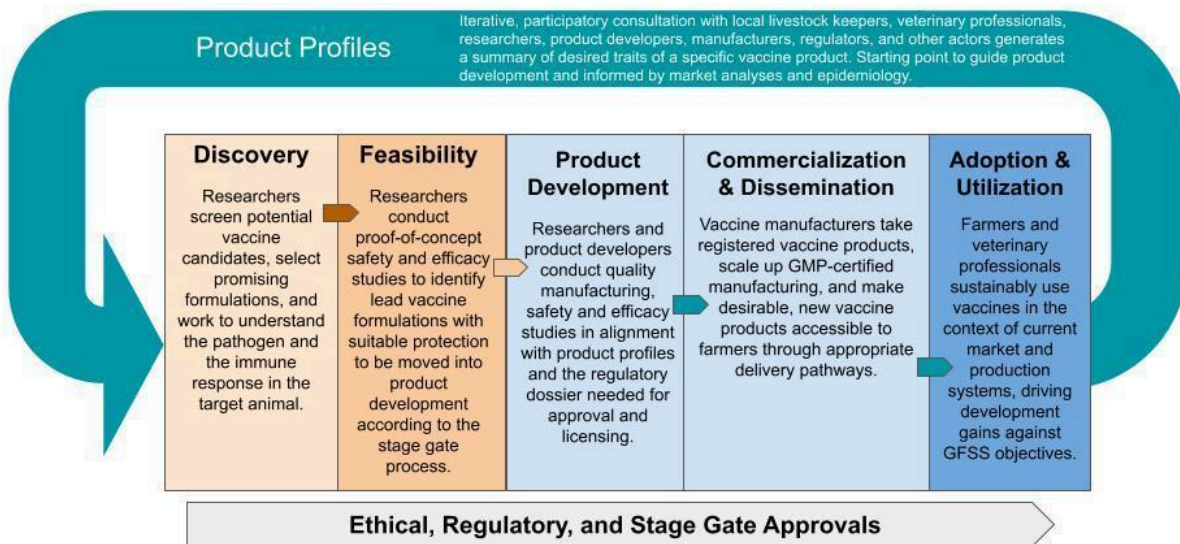 Product Profiles
Iterative, participatory consultation with local livestock keepers, veterinary professionals,
researchers, product developers, manufacturers, regulators, and other actors generates
a summary of desired traits of a specific vaccine product. Starting point to guide product
development and informed by market analyses and epidemiology.
Discovery
Researchers
screen potential
vaccine
candidates, select
promising
formulations, and
work to understand
the pathogen and
the immune
response in the
target animal.
Feasibility
Researchers
conduct
proof-of-concept
safety and efficacy
studies to identify
lead vaccine
formulations with
suitable protection
to be moved into
product
development
according to the
stage gate
process.
Product
Development
Researchers and
product developers
conduct quality
manufacturing,
safety and efficacy
studies in alignment
with product profiles
and the regulatory
dossier needed for
approval and
licensing.
Commercialization
& Dissemination
Vaccine manufacturers take
registered vaccine products,
scale up GMP-certified
manufacturing, and make
desirable, new vaccine
products accessible to
farmers through appropriate
delivery pathways.
Adoption &
Utilization
Farmers and
veterinary
professionals
sustainably use
vaccines in the
context of current
market and
production
systems, driving
development
gains against
GFSS objectives.
Ethical, Regulatory, and Stage Gate Approvals